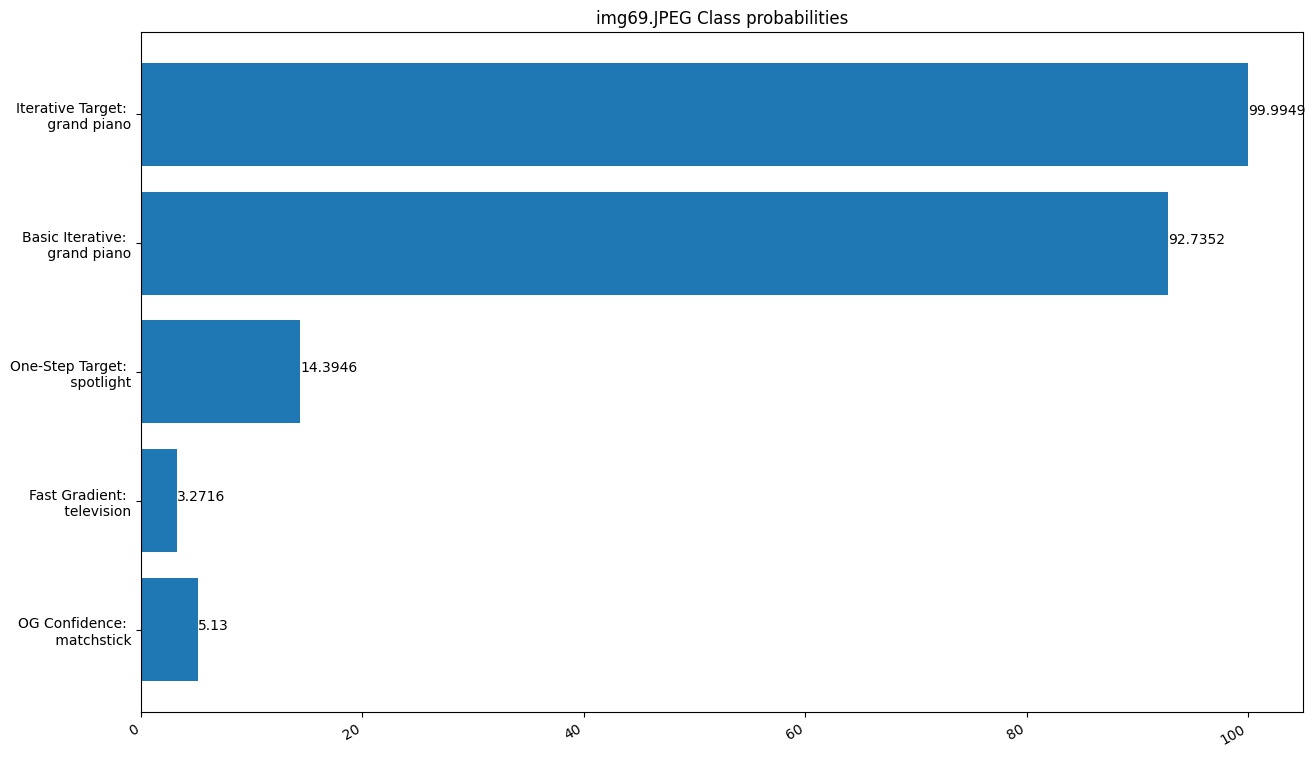 img69.JPEG Class probabilities
Iterative Target:
grand piano
99.9949
Basic Iterative:
grand piano
92.7352
One-Step Target:
spotlight
14.3946
Fast Gradient:
television
3.2716
OG Confidence:
matchstick
5.13
0
20
40
60
80
100